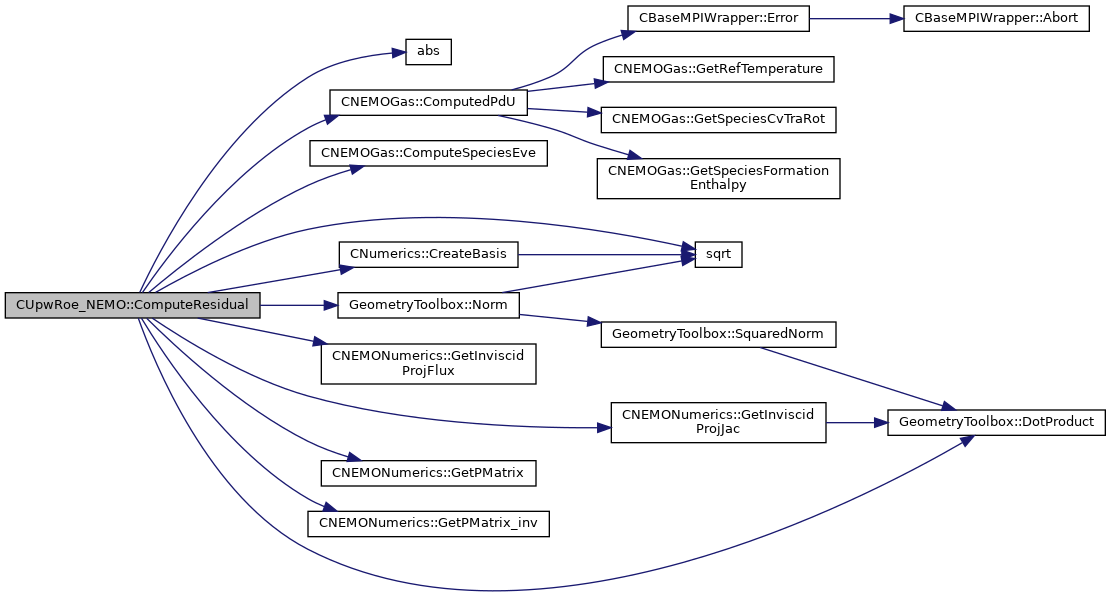 CBaseMPIWrapper::Error
CBaseMPIWrapper::Abort
abs
CNEMOGas::GetRefTemperature
CNEMOGas::ComputedPdU
CNEMOGas::GetSpeciesCvTraRot
CNEMOGas::ComputeSpeciesEve
CNEMOGas::GetSpeciesFormation
Enthalpy
CNumerics::CreateBasis
sqrt
CUpwRoe_NEMO::ComputeResidual
GeometryToolbox::Norm
GeometryToolbox::SquaredNorm
CNEMONumerics::GetInviscid
ProjFlux
CNEMONumerics::GetInviscid
ProjJac
GeometryToolbox::DotProduct
CNEMONumerics::GetPMatrix
CNEMONumerics::GetPMatrix_inv